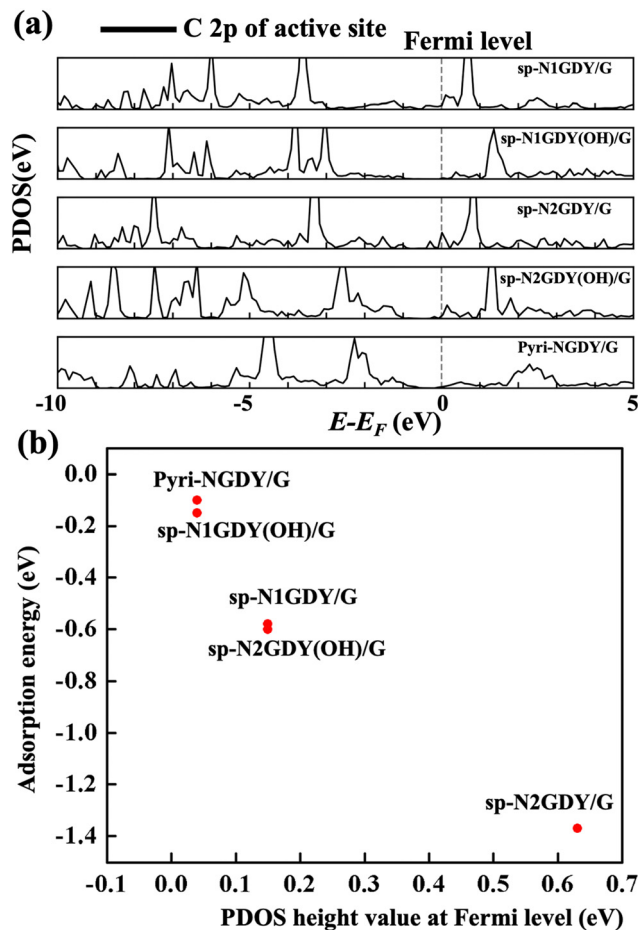 (a)
C 2p of active site
Fermi level
sp-N1GDY/G
sp-N1GDY(OH)/G
sp-N2GDY/G
sp-N2GDY(OH)/G
Pyri-NGDY/G
PDOS(eV)
-10 -5 0 5
E-E_F (eV)
(b)
0.0
-0.2
-0.4
-0.6
-0.8
-1.0
-1.2
-1.4
Adsorption energy (eV)
Pyri-NGDY/G
sp-N1GDY(OH)/G
sp-N1GDY/G
sp-N2GDY(OH)/G
sp-N2GDY/G
-0.1 0.0 0.1 0.2 0.3 0.4 0.5 0.6 0.7
PDOS height value at Fermi level (eV)